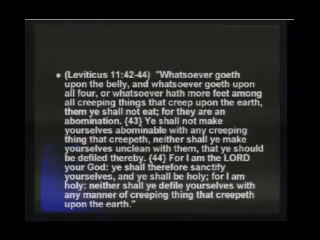 • (Leviticus 11:42-44) "Whatsoever goeth
upon the belly, and whatsoever goeth upon
all four, or whatsoever hath more feet among
all creeping things that creep upon the earth,
them ye shall not eat; for they are an
abomination. {43} Ye shall not make
yourselves abominable with any creeping
thing that creepeth, neither shall ye make
yourselves unclean with them, that ye should
be defiled thereby. {44} For I am the LORD
your God: ye shall therefore sanctify
yourselves, and ye shall be holy; for I am
holy: neither shall ye defile yourselves with
any manner of creeping thing that creepeth
upon the earth."